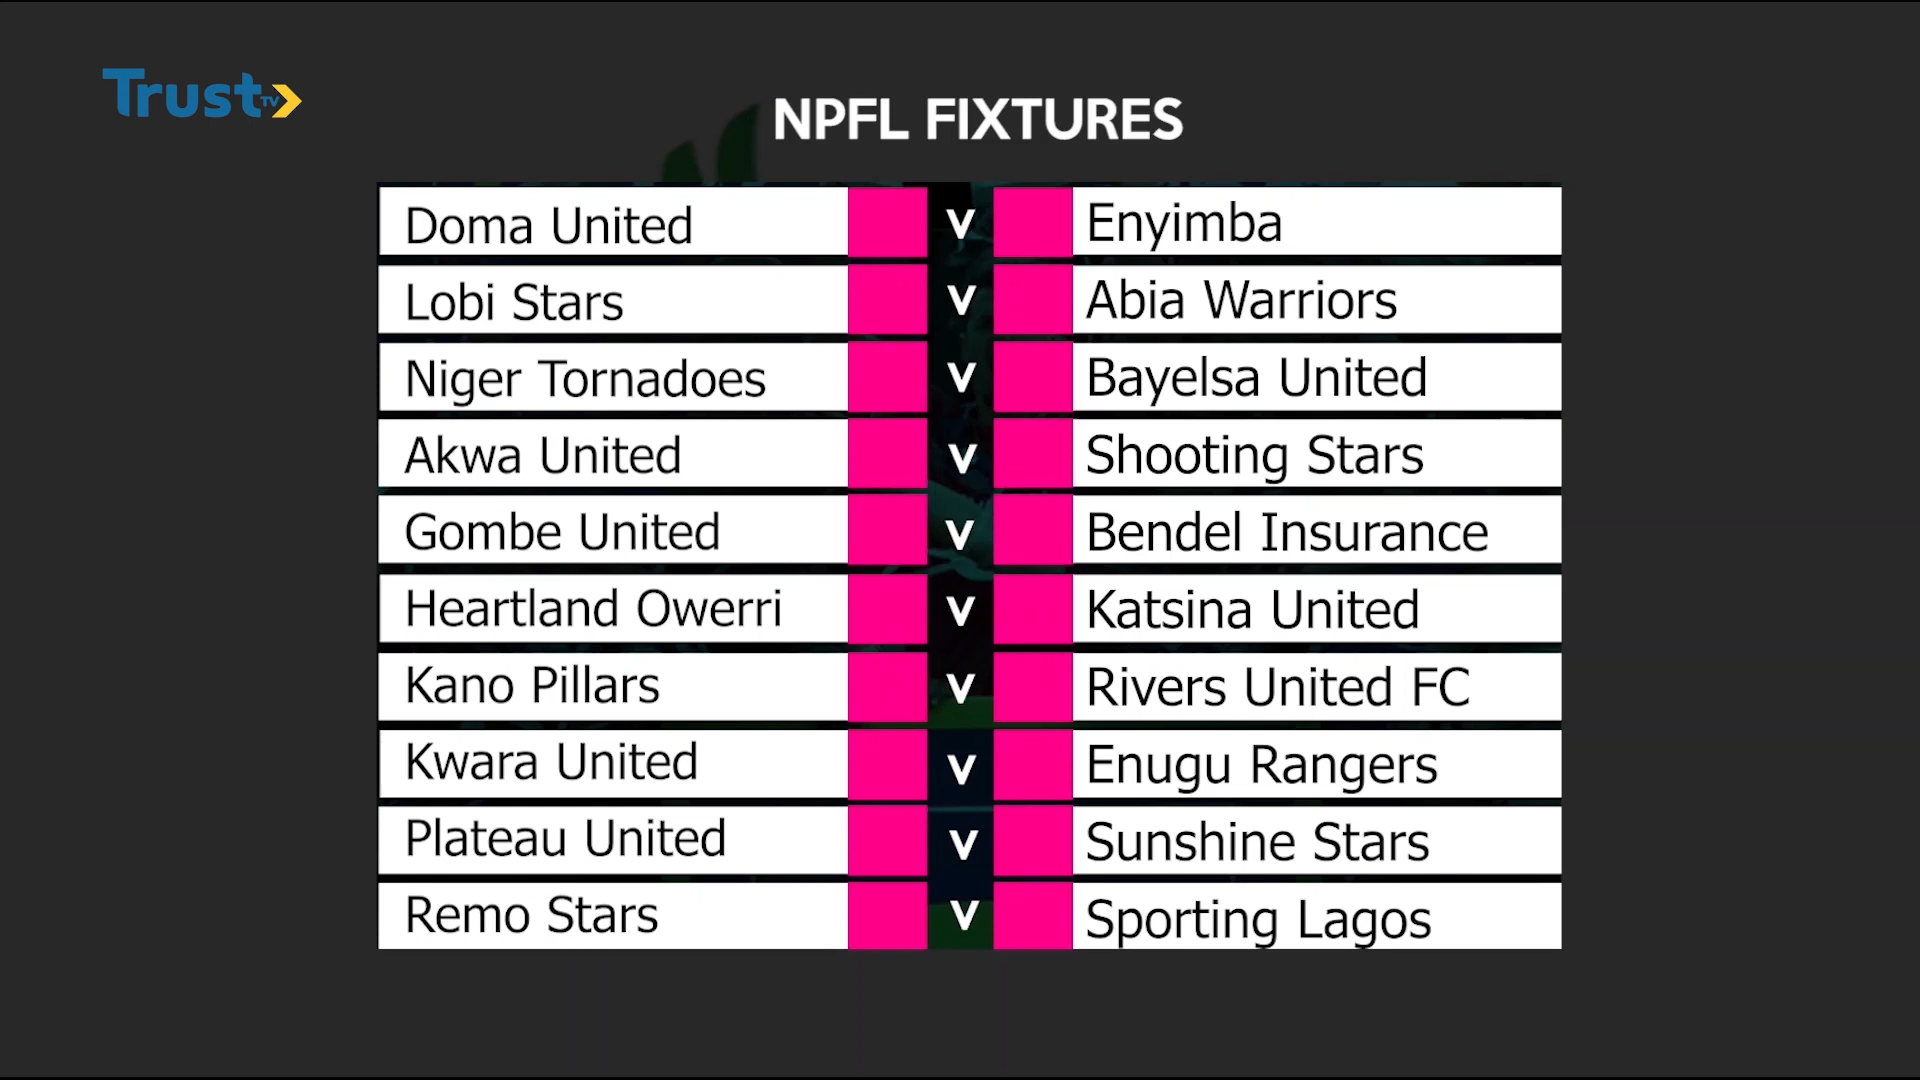 Trust TV
NPFL FIXTURES
Doma United v Enyimba
Lobi Stars v Abia Warriors
Niger Tornadoes v Bayelsa United
Akwa United v Shooting Stars
Gombe United v Bendel Insurance
Heartland Owerri v Katsina United
Kano Pillars v Rivers United FC
Kwara United v Enugu Rangers
Plateau United v Sunshine Stars
Remo Stars v Sporting Lagos